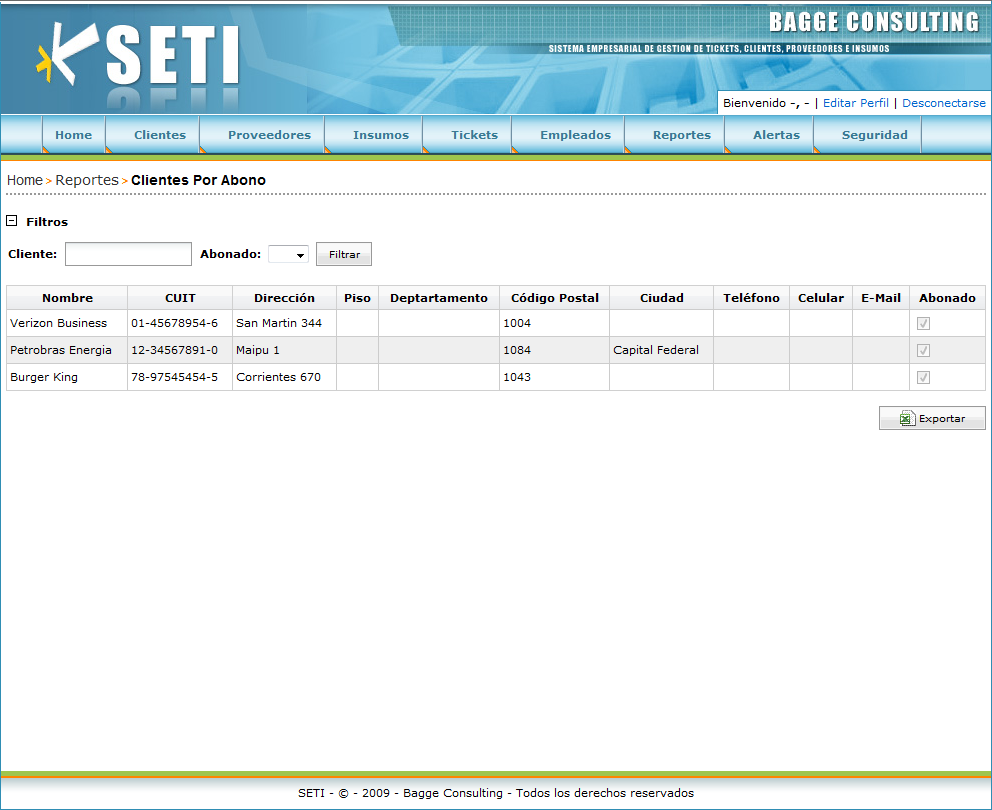 SETI
BAGGE CONSULTING
SISTEMA EMPRESARIAL DE GESTION DE TICKETS, CLIENTES, PROVEEDORES E INSUMOS
Bienvenido -, - | Editar Perfil | Desconectarse
Home Clientes Proveedores Insumos Tickets Empleados Reportes Alertas Seguridad
Home > Reportes > Clientes Por Abono
Filtros
Cliente: Abonado: Filtrar
Nombre CUIT Dirección Piso Deptartamento Código Postal Ciudad Teléfono Celular E-Mail Abonado
Verizon Business 01-45678954-6 San Martin 344 1004
Petrobras Energia 12-34567891-0 Maipu 1 1084 Capital Federal
Burger King 78-97545454-5 Corrientes 670 1043
Exportar
SETI - © - 2009 - Bagge Consulting - Todos los derechos reservados